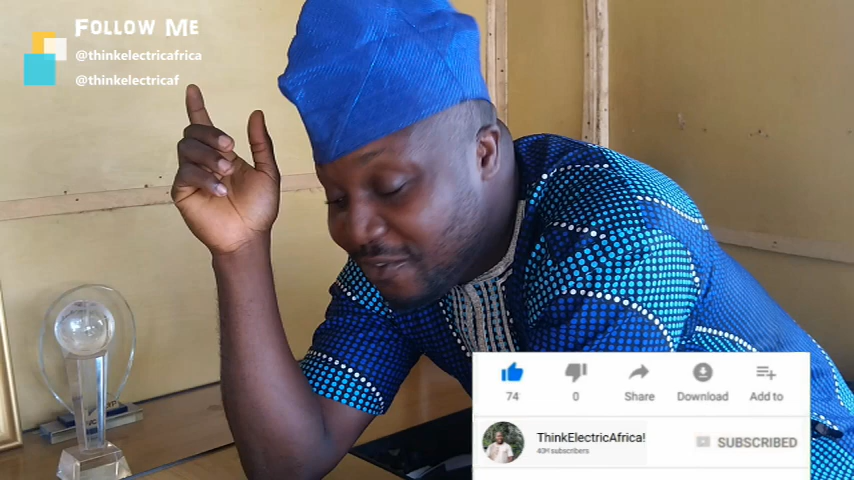 Follow Me
@thinkelectricafrica
@thinkelectricaf
74
0
Share
Download
Add to
ThinkElectricAfrica!
SUBSCRIBED